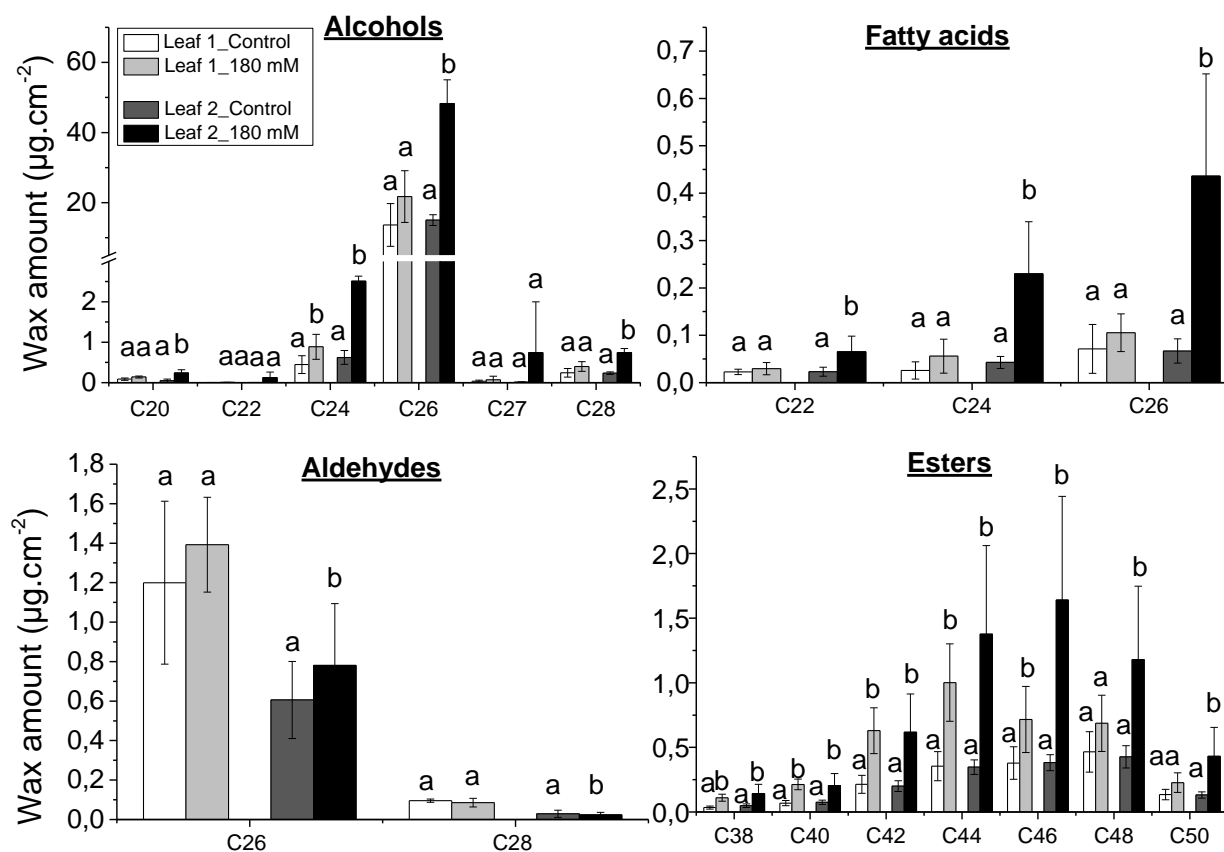 Alcohols
Leaf 1_Control
Leaf 1_180 mM
Leaf 2_Control
Leaf 2_180 mM
Wax amount (µg.cm-2)
60
40
20
2
1
0
a a a b
a a a a
a b a b
a a a b
a a a a
a a a b
C20 C22 C24 C26 C27 C28
Fatty acids
0,7
0,6
0,5
0,4
0,3
0,2
0,1
0,0
a a a b
a a a b
a a a b
C22 C24 C26
Aldehydes
Wax amount (µg.cm-2)
1,8
1,6
1,4
1,2
1,0
0,8
0,6
0,4
0,2
0,0
a a a b
a a a b
C26 C28
Esters
2,5
2,0
1,5
1,0
0,5
0,0
a b a b
a b a b
a b a b
a b a b
a b a b
a a a b
a a a b
C38 C40 C42 C44 C46 C48 C50